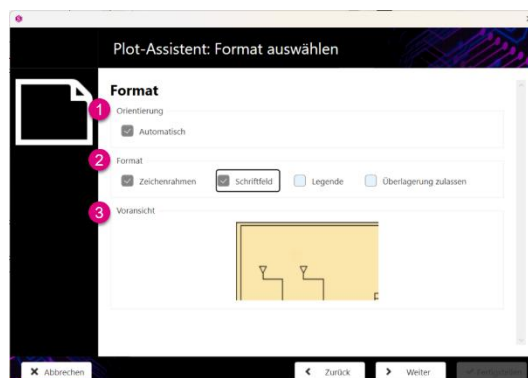 Plot-Assistent: Format auswählen
Format
1
Orientierung
Automatisch
2
Format
Zeichenrahmen Schriftfeld Legende Überlagerung zulassen
3
Voransicht
Abbrechen Zurück Weiter